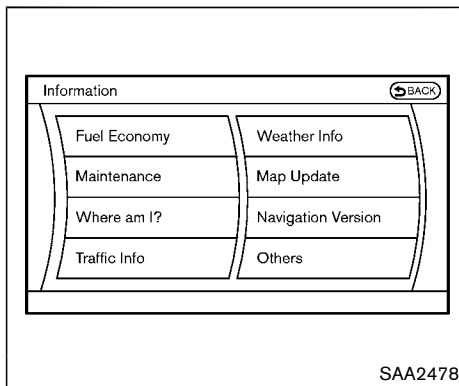 Information
BACK
Fuel Economy
Weather Info
Maintenance
Map Update
Where am I?
Navigation Version
Traffic Info
Others
SAA2478